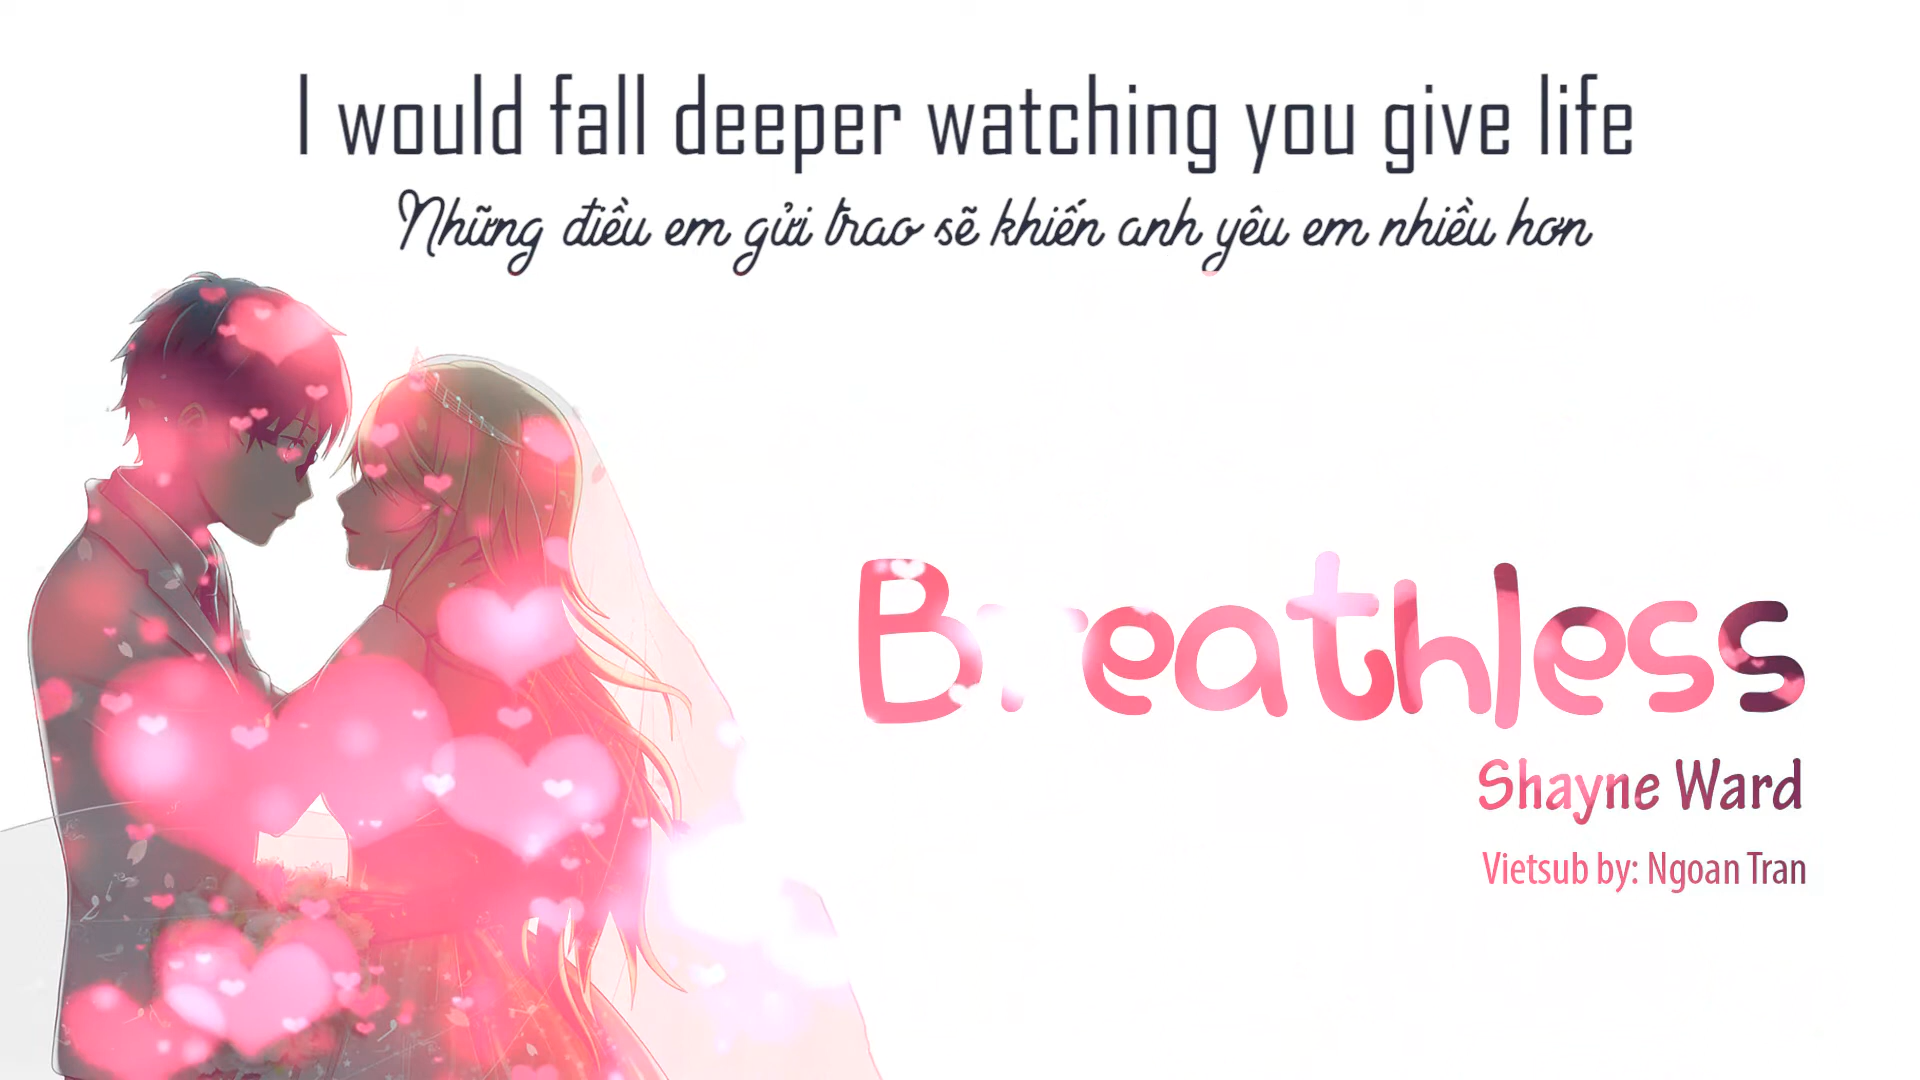 I would fall deeper watching you give life
Những điều em gửi trao sẽ khiến anh yêu em nhiều hơn
Breathless
Shayne Ward
Vietsub by: Ngoan Tran